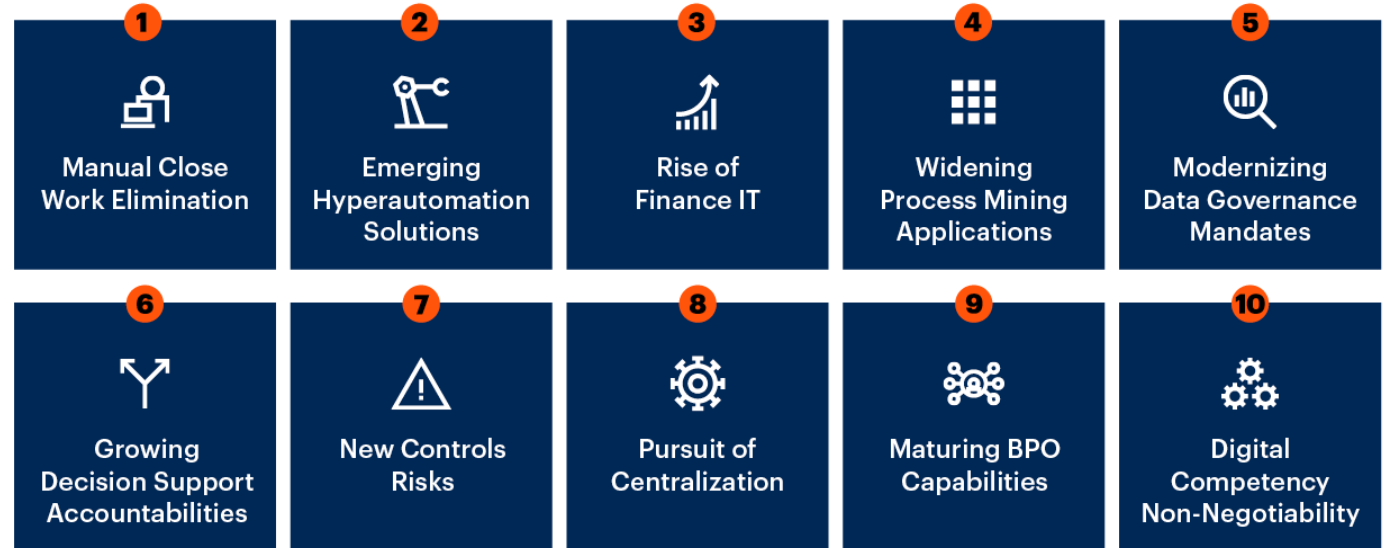 1
Manual Close
Work Elimination
2
Emerging
Hyperautomation
Solutions
3
Rise of
Finance IT
4
Widening
Process Mining
Applications
5
Modernizing
Data Governance
Mandates
6
Growing
Decision Support
Accountabilities
7
New Controls
Risks
8
Pursuit of
Centralization
9
Maturing BPO
Capabilities
10
Digital
Competency
Non-Negotiability